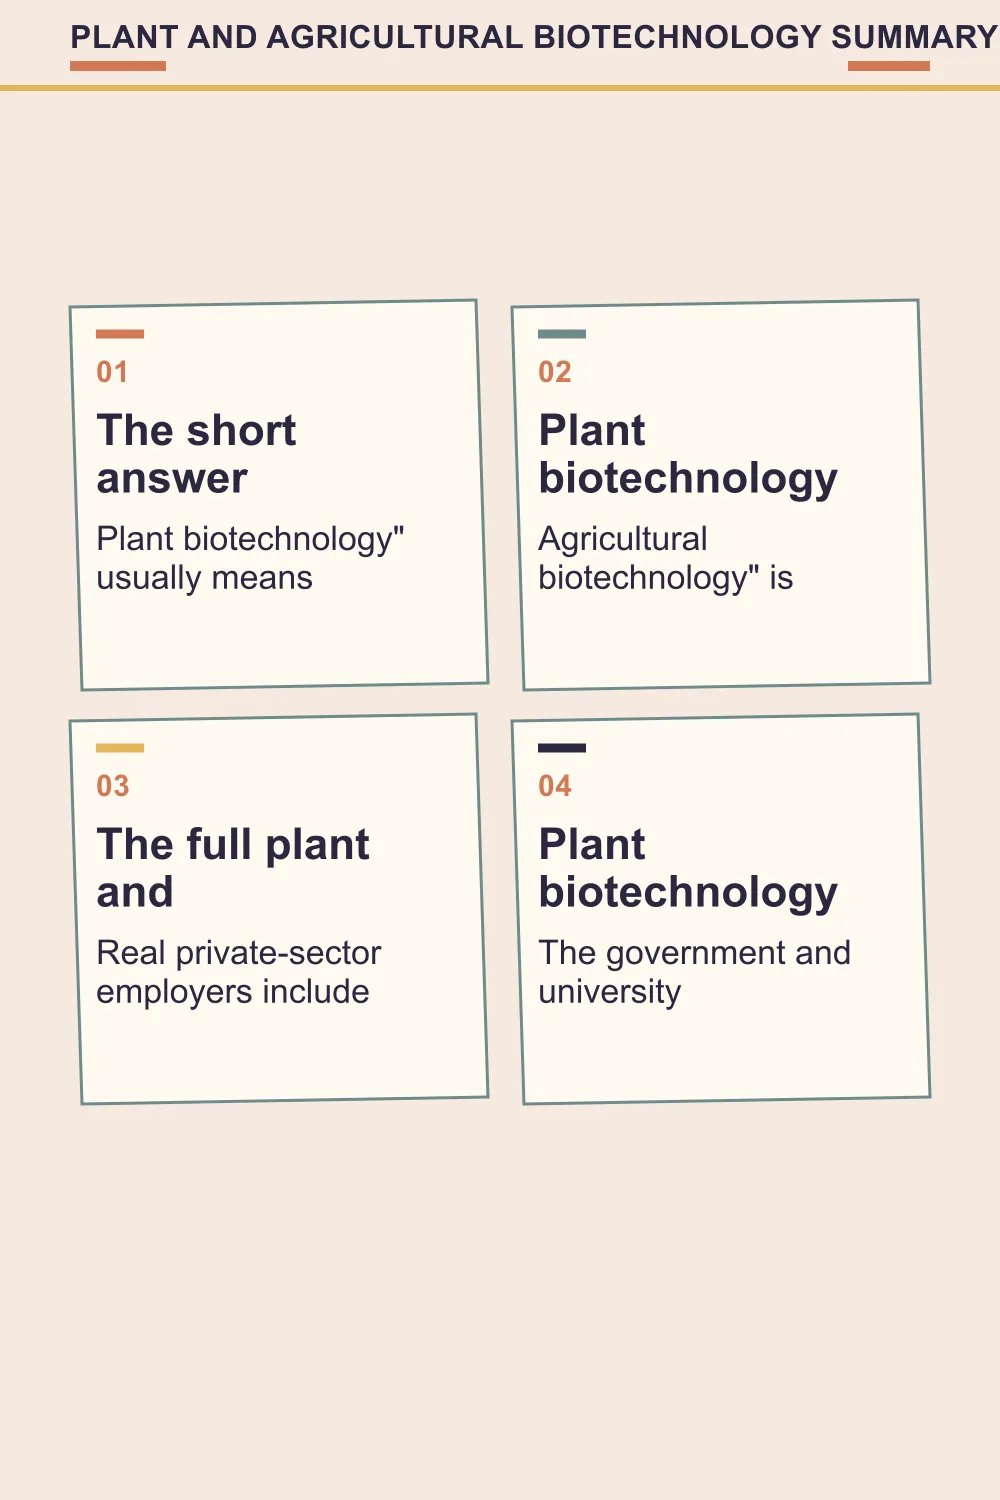 PLANT AND AGRICULTURAL BIOTECHNOLOGY SUMMARY
01
The short
answer
Plant biotechnology"
usually means
02
Plant
biotechnology
Agricultural
biotechnology" is
03
The full plant
and
Real private-sector
employers include
04
Plant
biotechnology
The government and
university